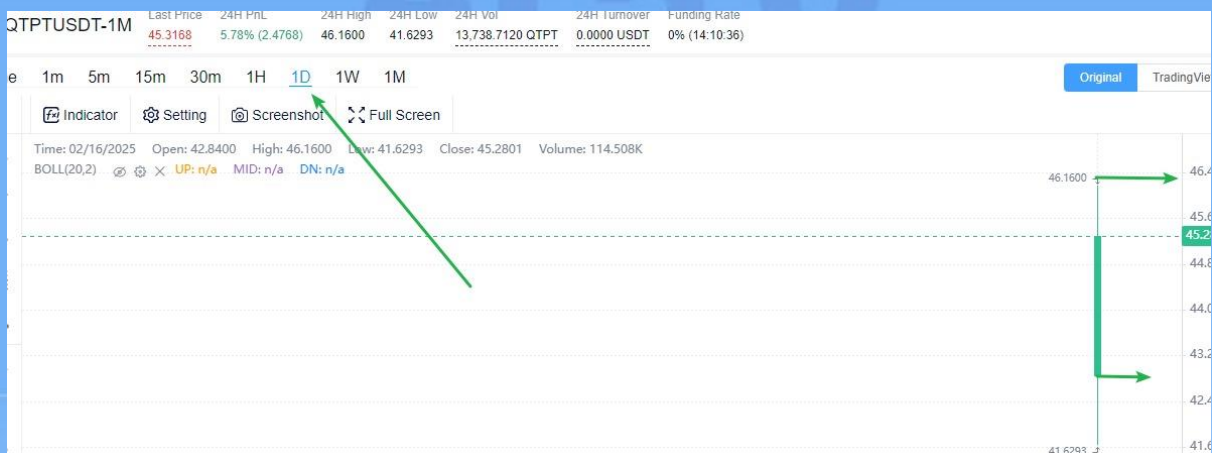 QTPTUSDT-1M
Last Price 24H PnL 24H High 24H Low 24H Vol 24H Turnover Funding Rate
45.3168 5.78% (2.4768) 46.1600 41.6293 13,738.7120 QTPT 0.0000 USDT 0% (14:10:36)
1m 5m 15m 30m 1H 1D 1W 1M
Original
Indicator Setting Screenshot Full Screen
Time: 02/16/2025 Open: 42.8400 High: 46.1600 Low: 41.6293 Close: 45.2801 Volume: 114.508K
BOLL(20,2) UP: n/a MID: n/a DN: n/a
46.1600
46.4
45.6
45.2
44.8
44.0
43.2
42.4
41.6
41.6293